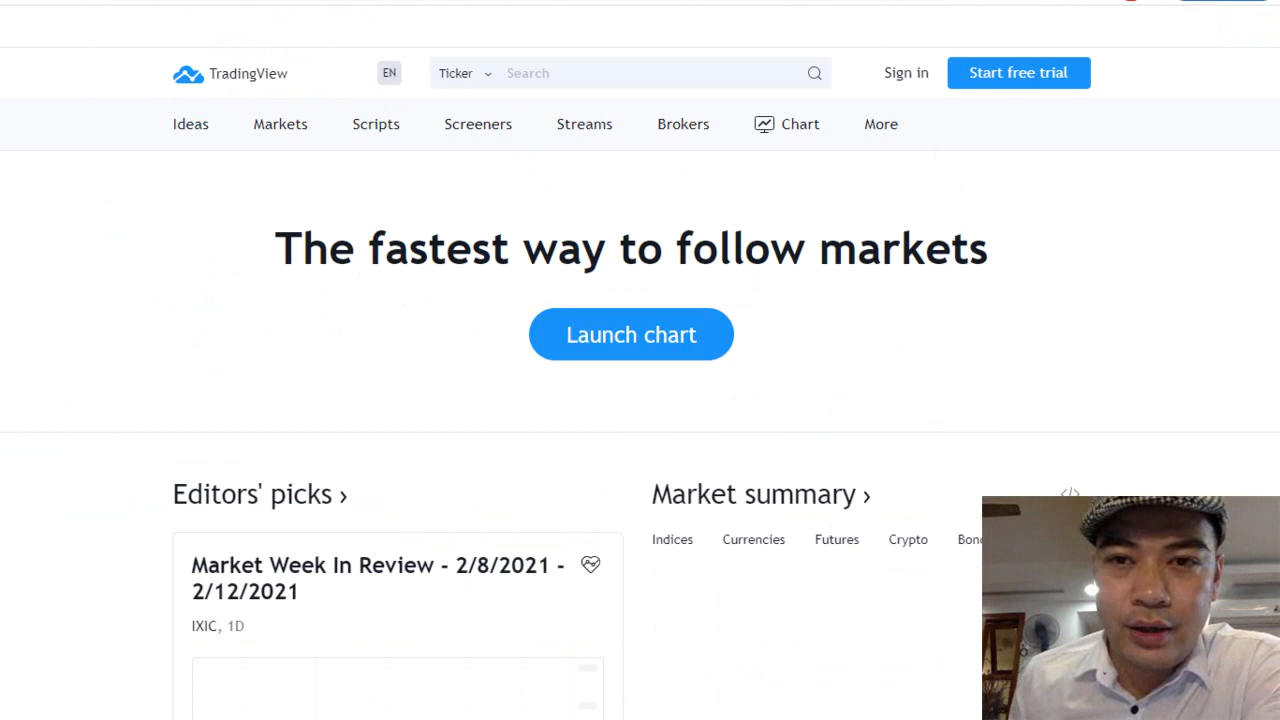 TradingView EN Ticker Search Sign in Start free trial
Ideas Markets Scripts Screeners Streams Brokers Chart More
The fastest way to follow markets
Launch chart
Editors' picks › Market summary ›
Indices Currencies Futures Crypto
Market Week In Review - 2/8/2021 -
2/12/2021
IXIC, 1D